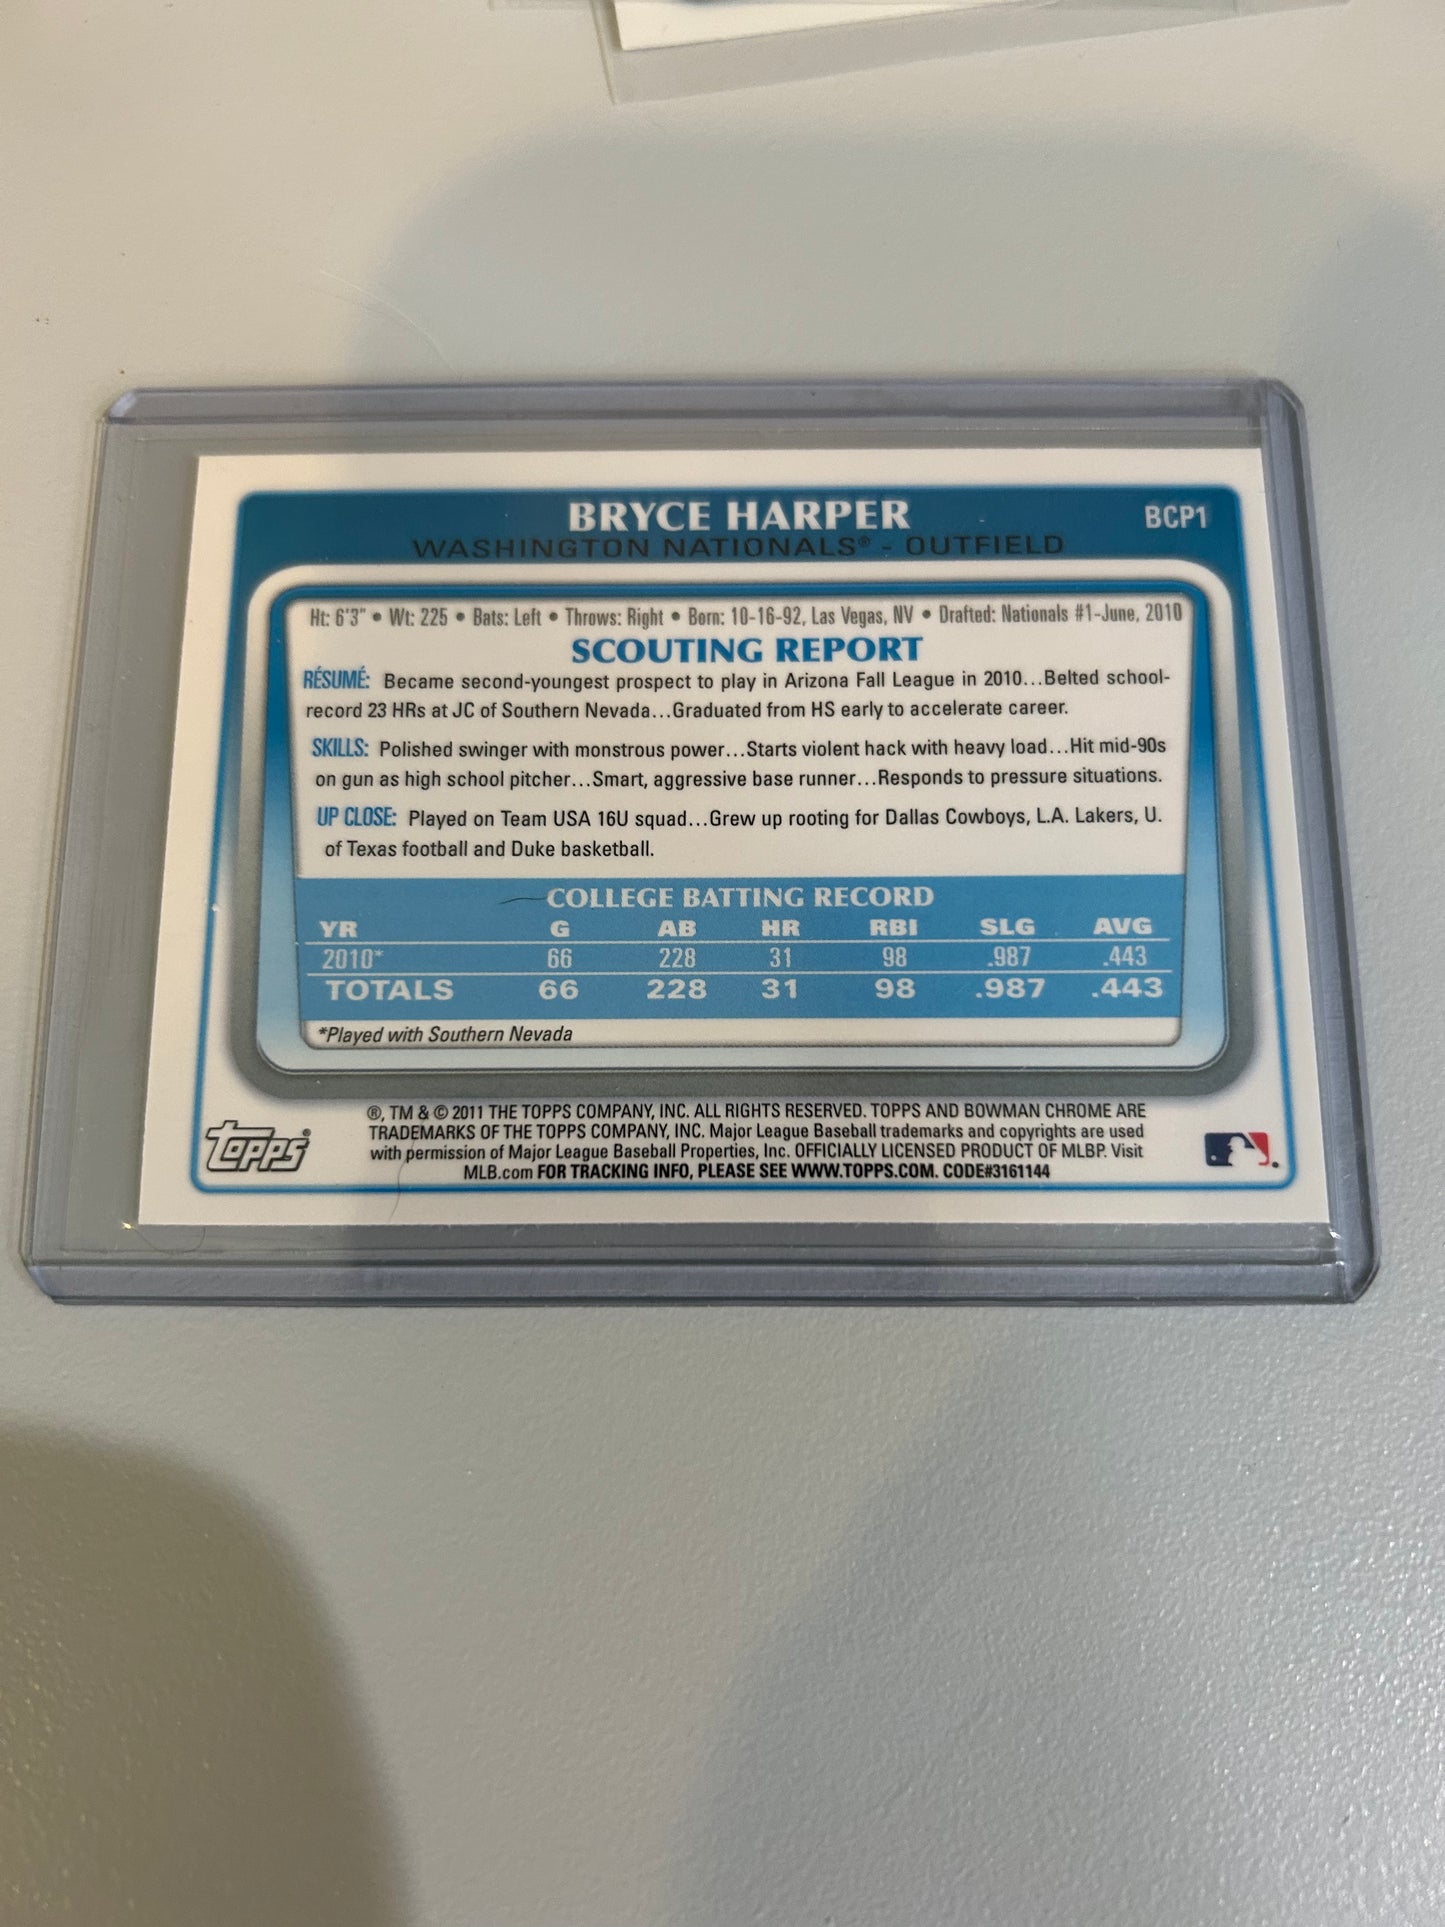 BRYCE HARPER
BCP1
WASHINGTON NATIONALS® - OUTFIELD
Ht: 6'3" • Wt: 225 • Bats: Left • Throws: Right • Born: 10-16-92, Las Vegas, NV • Drafted: Nationals #1-June, 2010
SCOUTING REPORT
RÉSUMÉ: Became second-youngest prospect to play in Arizona Fall League in 2010...Belted school-
record 23 HRs at JC of Southern Nevada...Graduated from HS early to accelerate career.
SKILLS: Polished swinger with monstrous power...Starts violent hack with heavy load...Hit mid-90s
on gun as high school pitcher...Smart, aggressive base runner...Responds to pressure situations.
UP CLOSE: Played on Team USA 16U squad...Grew up rooting for Dallas Cowboys, L.A. Lakers, U.
of Texas football and Duke basketball.
COLLEGE BATTING RECORD
YR G AB HR RBI SLG AVG
2010* 66 228 31 98 .987 .443
TOTALS 66 228 31 98 .987 .443
*Played with Southern Nevada
®, TM & © 2011 THE TOPPS COMPANY, INC. ALL RIGHTS RESERVED. TOPPS AND BOWMAN CHROME ARE
TRADEMARKS OF THE TOPPS COMPANY, INC. Major League Baseball trademarks and copyrights are used
with permission of Major League Baseball Properties, Inc. OFFICIALLY LICENSED PRODUCT OF MLBP. Visit
MLB.com FOR TRACKING INFO, PLEASE SEE WWW.TOPPS.COM. CODE#3161144
TOPPS®